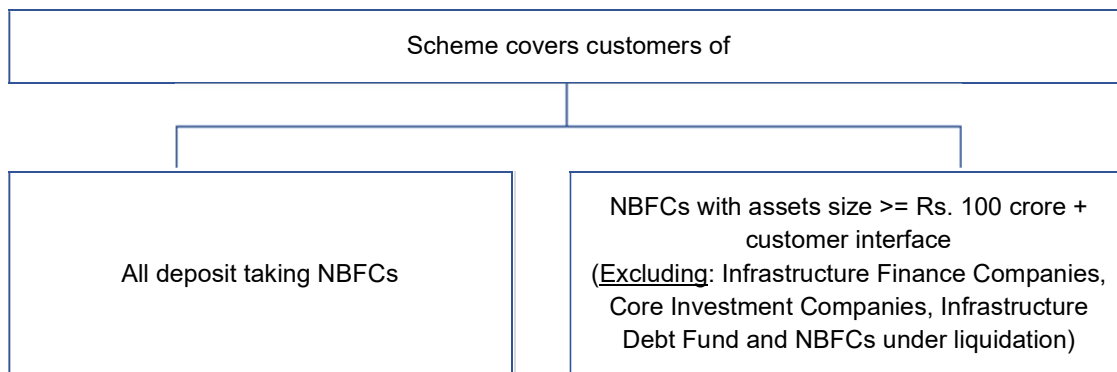 Scheme covers customers of
All deposit taking NBFCs
NBFCs with assets size >= Rs. 100 crore +
customer interface
(Excluding: Infrastructure Finance Companies,
Core Investment Companies, Infrastructure
Debt Fund and NBFCs under liquidation)